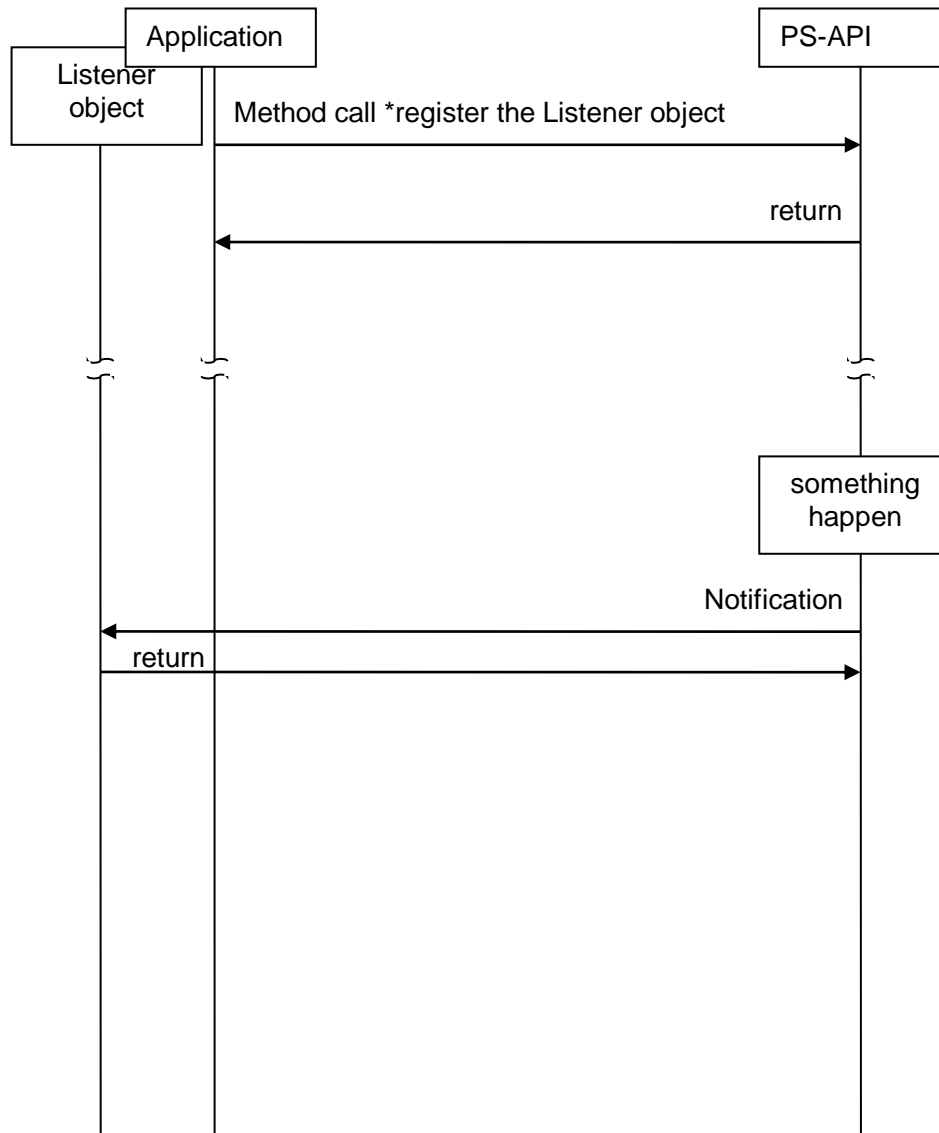 Application
PS-API
Listener
object
Method call *register the Listener object
return
something
happen
Notification
return